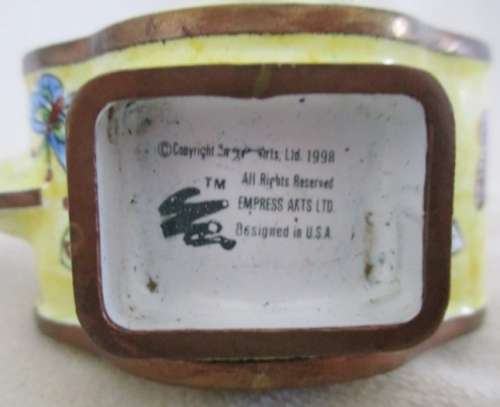 ©Copyright Arts, Ltd. 1998
TM
All Rights Reserved
EMPRESS ARTS LTD.
Designed in U.S.A.